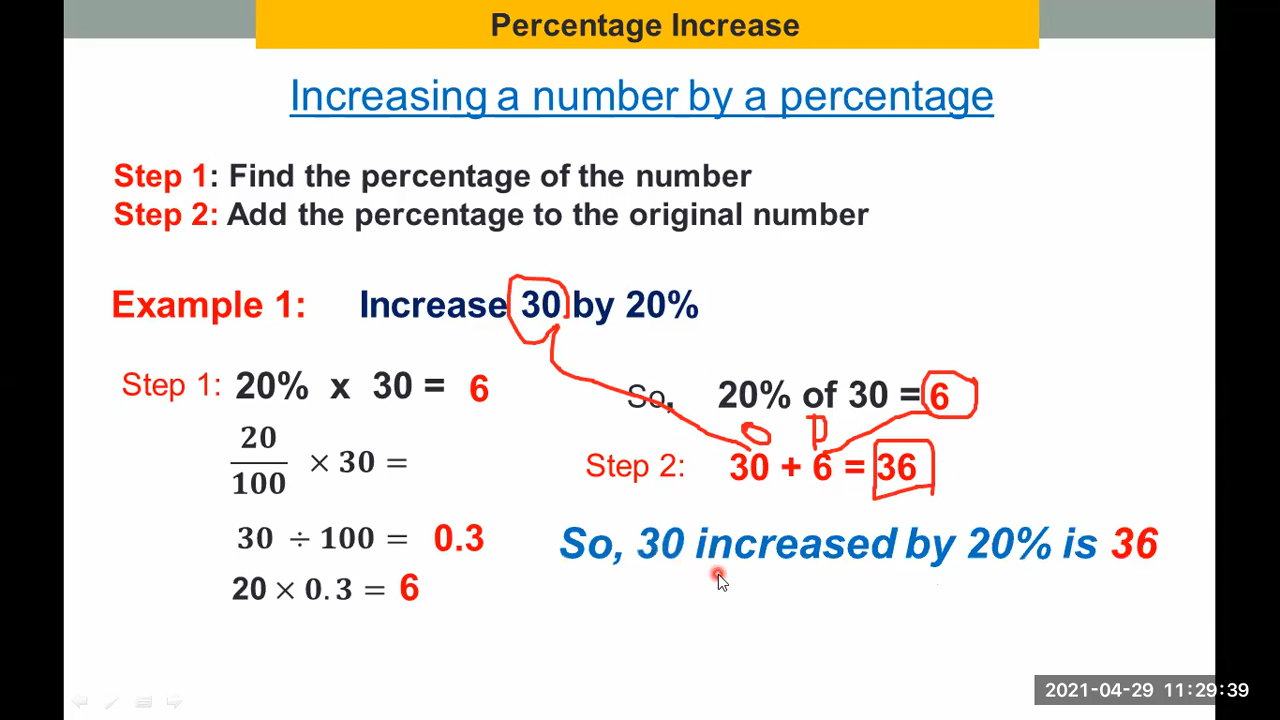 Percentage Increase
Increasing a number by a percentage
Step 1: Find the percentage of the number
Step 2: Add the percentage to the original number
Example 1: Increase 30 by 20%
Step 1: 20% x 30 = 6
20/100 × 30 =
30 ÷ 100 = 0.3
20 × 0.3 = 6
So, 20% of 30 = 6
O P
Step 2: 30 + 6 = 36
So, 30 increased by 20% is 36
2021-04-29 11:29:39